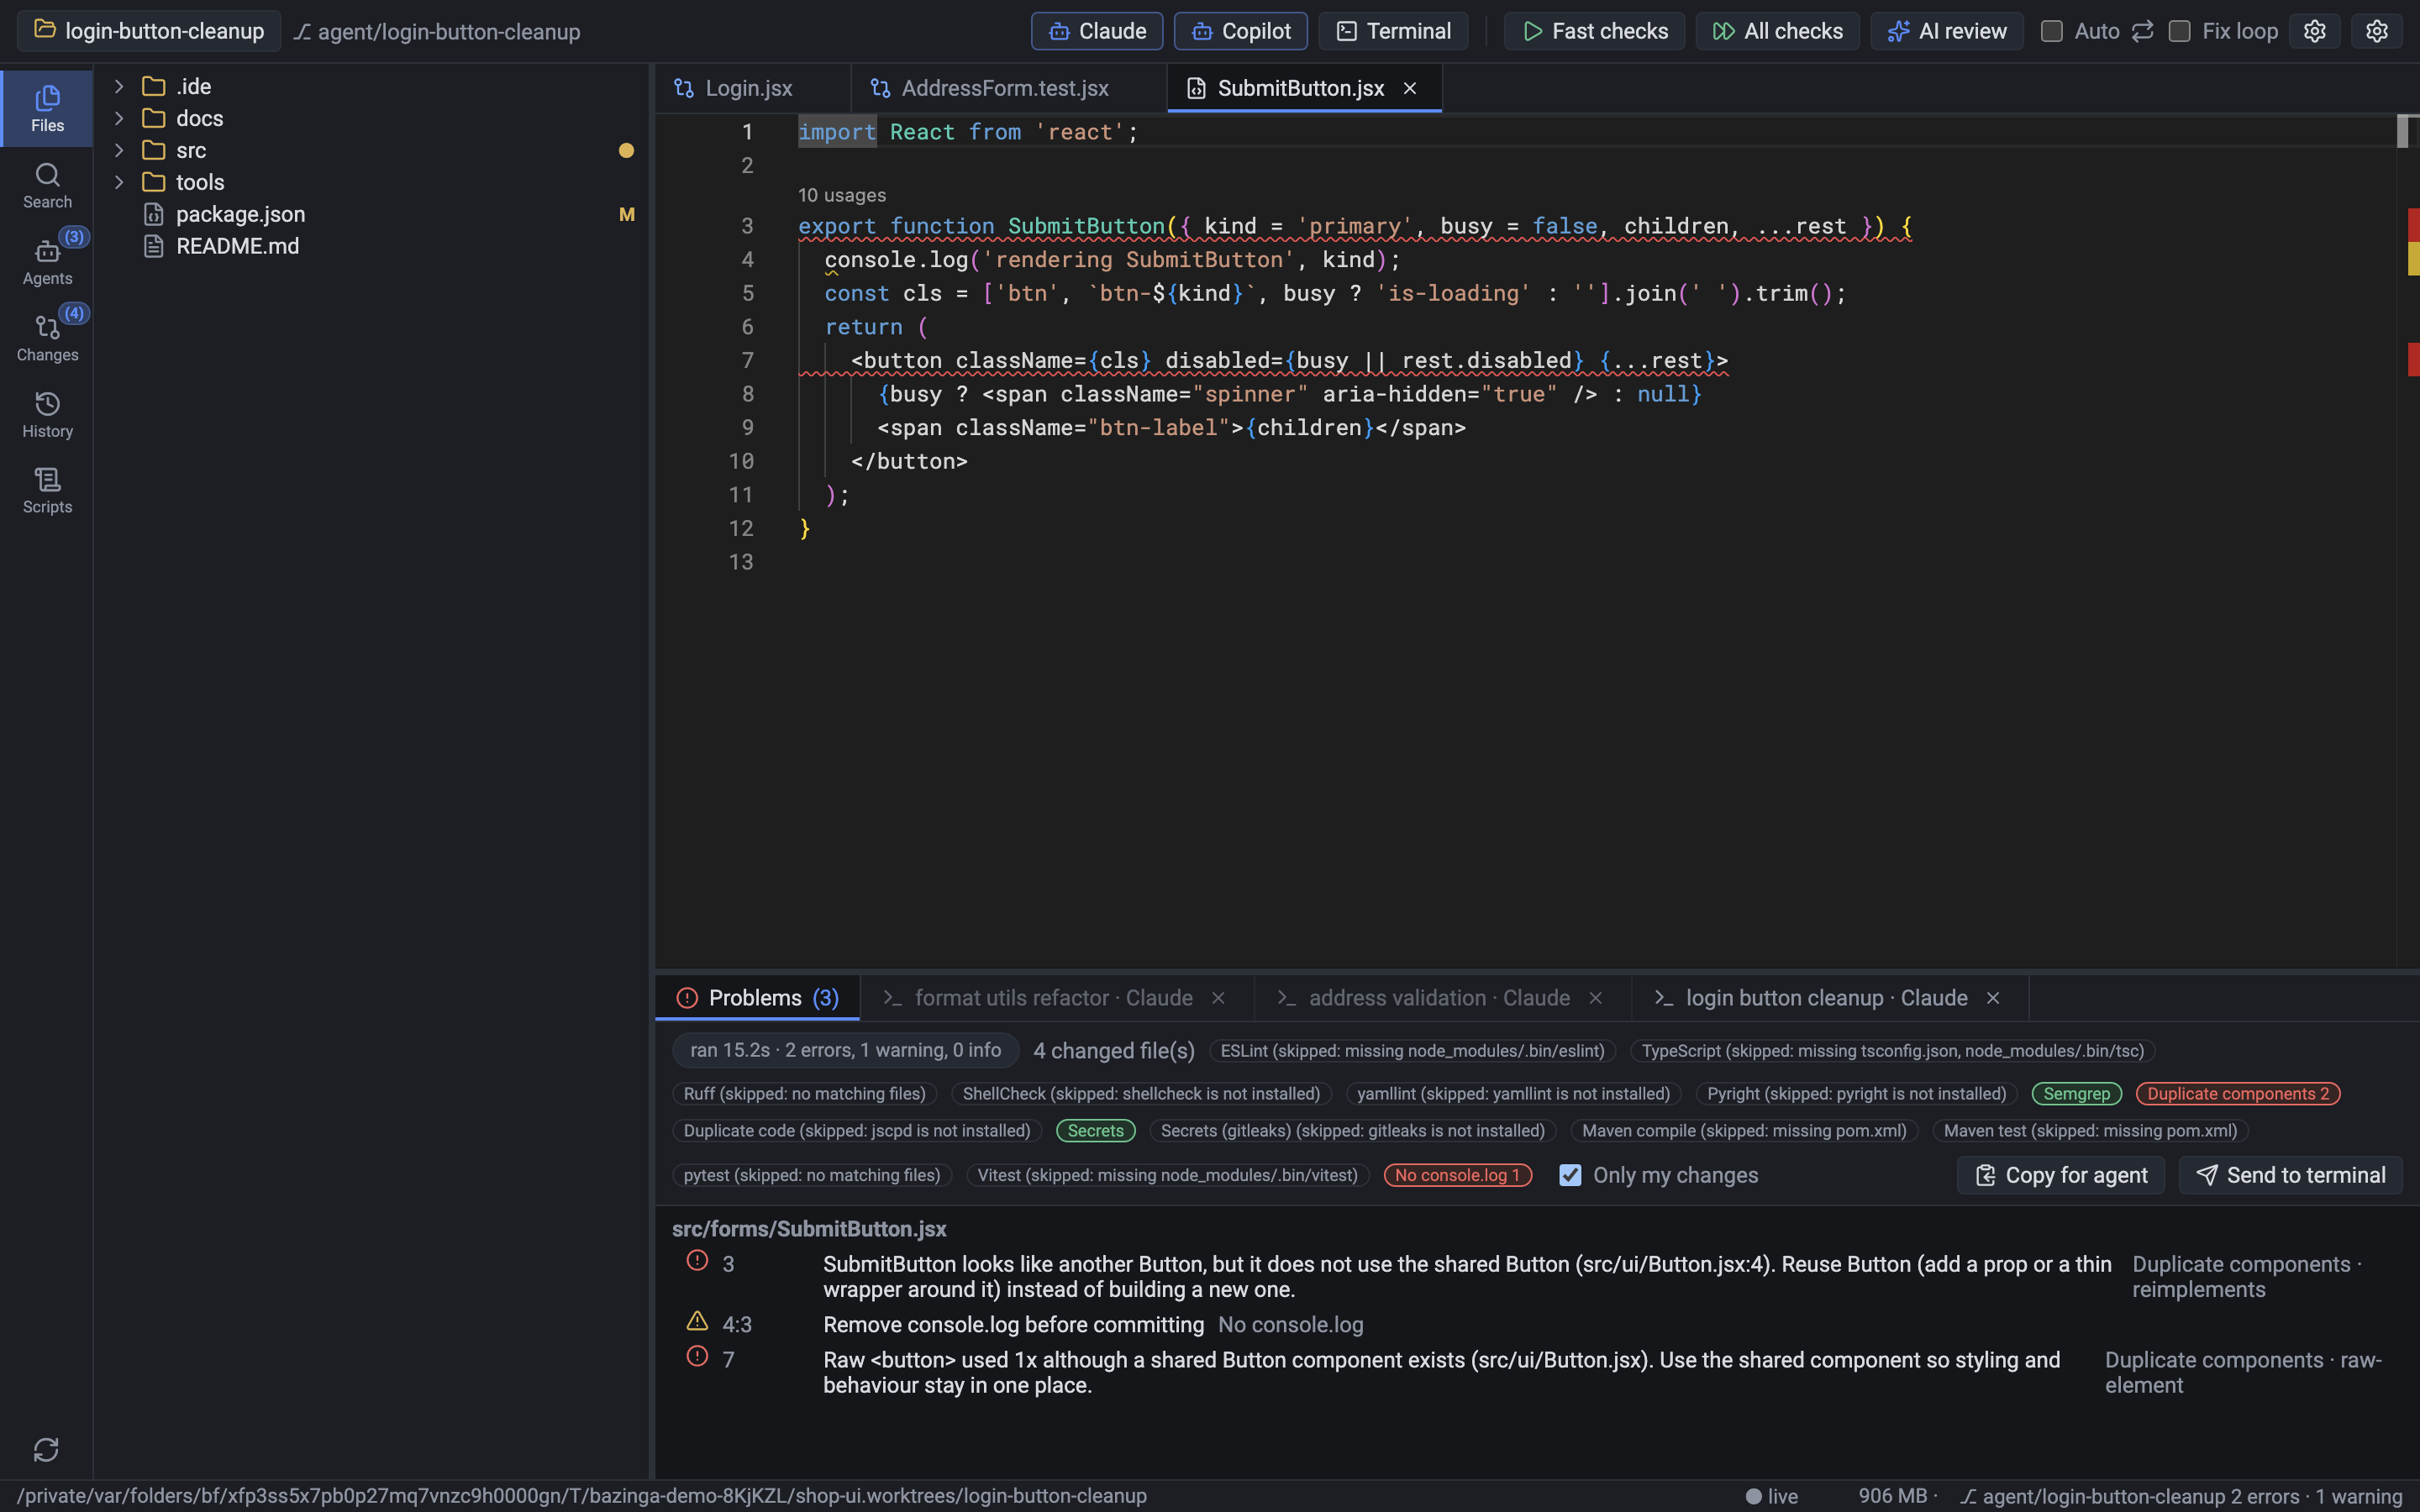 login-button-cleanup agent/login-button-cleanup Claude Copilot Terminal Fast checks All checks AI review Auto Fix loop
Files
Search
(3)
Agents
(4)
Changes
History
Scripts
.ide
docs
src
tools
package.json M
README.md
Login.jsx AddressForm.test.jsx SubmitButton.jsx
1 import React from 'react';
2
10 usages
3 export function SubmitButton({ kind = 'primary', busy = false, children, ...rest }) {
4 console.log('rendering SubmitButton', kind);
5 const cls = ['btn', `btn-${kind}`, busy ? 'is-loading' : ''].join(' ').trim();
6 return (
7 <button className={cls} disabled={busy || rest.disabled} {...rest}>
8 {busy ? <span className="spinner" aria-hidden="true" /> : null}
9 <span className="btn-label">{children}</span>
10 </button>
11 );
12 }
13
Problems (3) format utils refactor · Claude address validation · Claude login button cleanup · Claude
ran 15.2s · 2 errors, 1 warning, 0 info 4 changed file(s) ESLint (skipped: missing node_modules/.bin/eslint) TypeScript (skipped: missing tsconfig.json, node_modules/.bin/tsc)
Ruff (skipped: no matching files) ShellCheck (skipped: shellcheck is not installed) yamllint (skipped: yamllint is not installed) Pyright (skipped: pyright is not installed) Semgrep Duplicate components 2
Duplicate code (skipped: jscpd is not installed) Secrets Secrets (gitleaks) (skipped: gitleaks is not installed) Maven compile (skipped: missing pom.xml) Maven test (skipped: missing pom.xml)
pytest (skipped: no matching files) Vitest (skipped: missing node_modules/.bin/vitest) No console.log 1 Only my changes Copy for agent Send to terminal
src/forms/SubmitButton.jsx
3 SubmitButton looks like another Button, but it does not use the shared Button (src/ui/Button.jsx:4). Reuse Button (add a prop or a thin Duplicate components ·
wrapper around it) instead of building a new one. reimplements
4:3 Remove console.log before committing No console.log
7 Raw <button> used 1x although a shared Button component exists (src/ui/Button.jsx). Use the shared component so styling and Duplicate components · raw-
behaviour stay in one place. element
/private/var/folders/bf/xfp3ss5x7pb0p27mq7vnzc9h0000gn/T/bazinga-demo-8KjKZL/shop-ui.worktrees/login-button-cleanup live 906 MB · agent/login-button-cleanup 2 errors · 1 warning